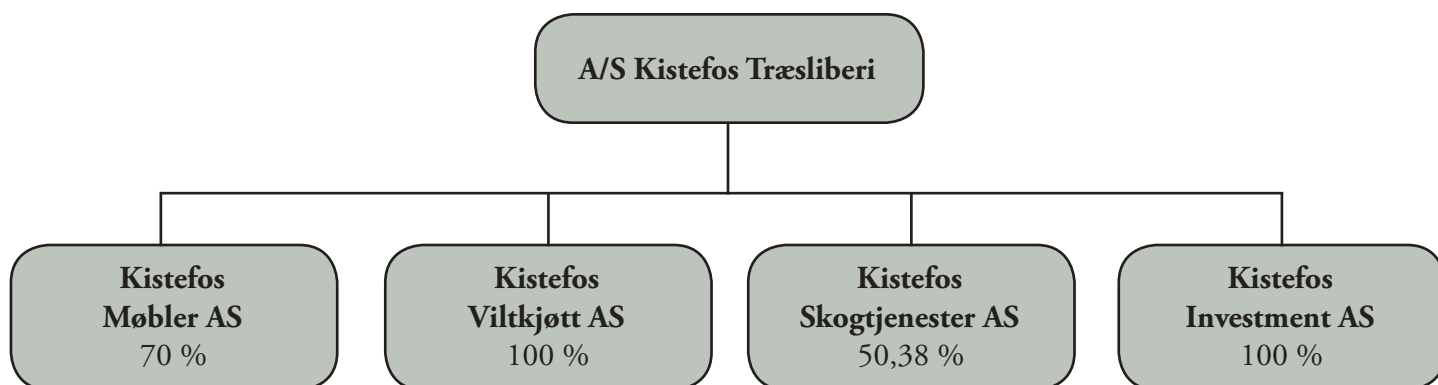 A/S Kistefos Træsliberi
Kistefos
Møbler AS
70 %
Kistefos
Viltkjøtt AS
100 %
Kistefos
Skogtjenester AS
50,38 %
Kistefos
Investment AS
100 %